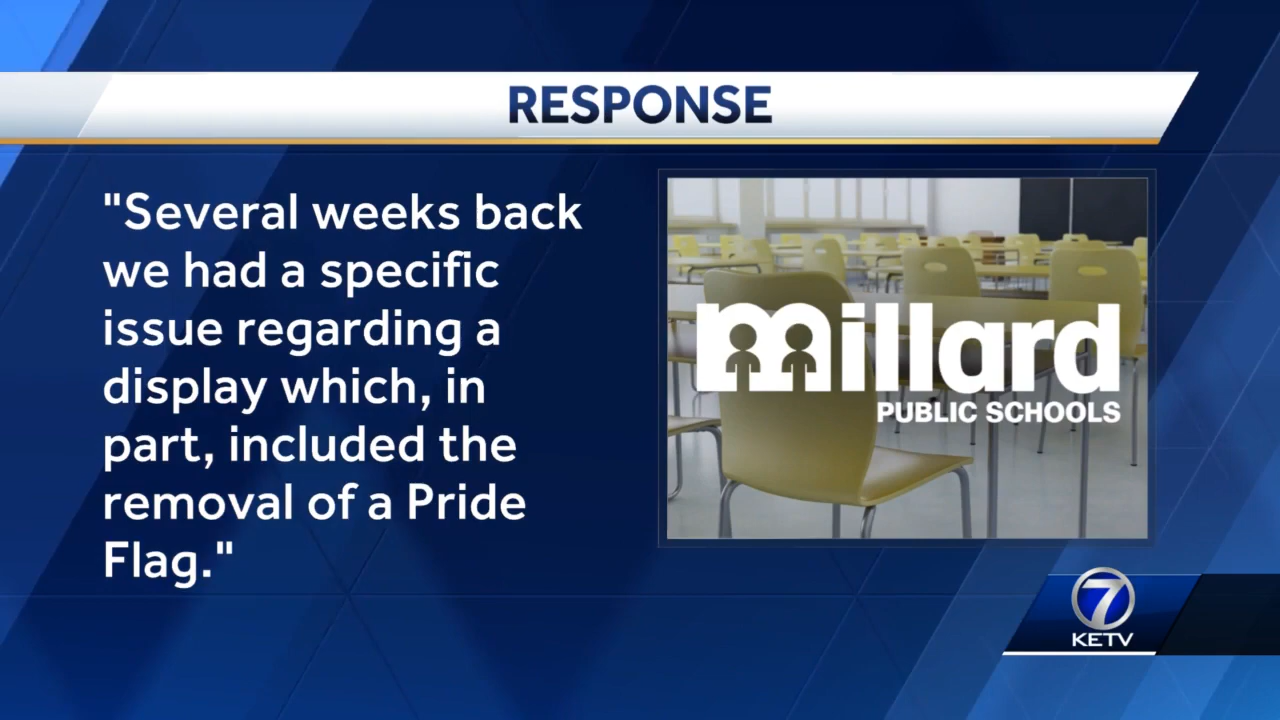 RESPONSE
"Several weeks back
we had a specific
issue regarding a
display which, in
part, included the
removal of a Pride
Flag."
millard
PUBLIC SCHOOLS
7
KETV